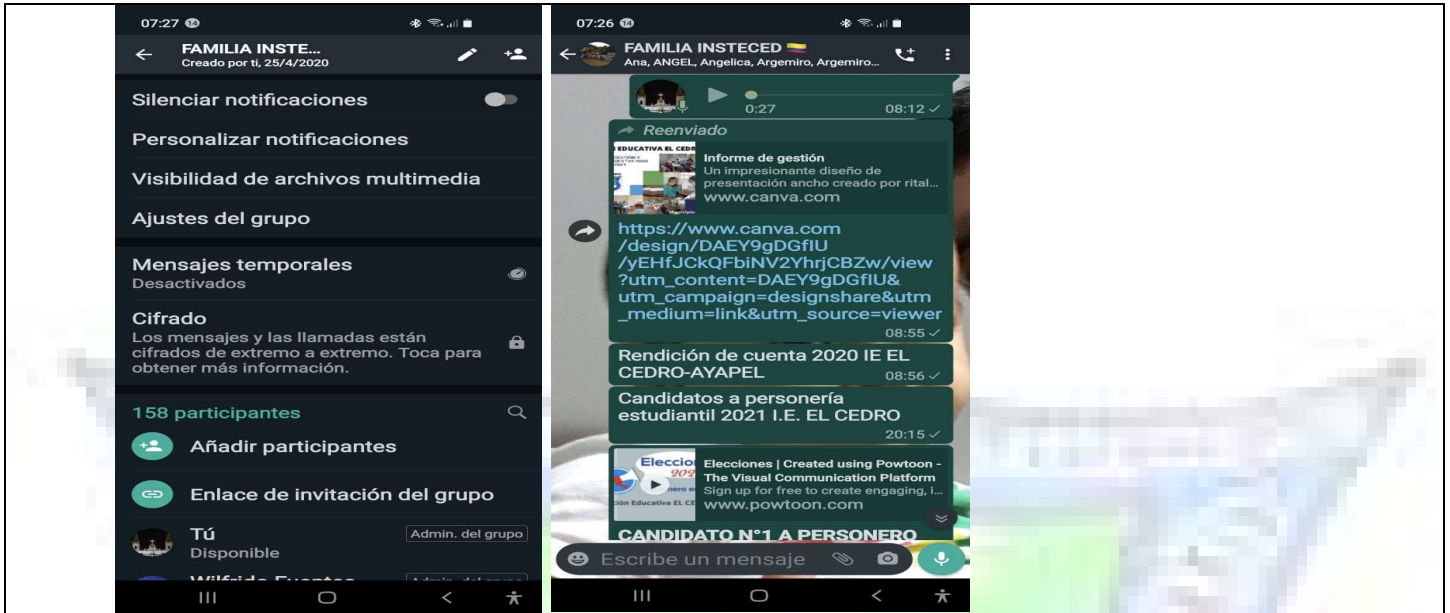 07:27 14
FAMILIA INSTE...
Creado por ti, 25/4/2020
Silenciar notificaciones
Personalizar notificaciones
Visibilidad de archivos multimedia
Ajustes del grupo
Mensajes temporales
Desactivados
Cifrado
Los mensajes y las llamadas están
cifrados de extremo a extremo. Toca para
obtener más información.
158 participantes
Añadir participantes
Enlace de invitación del grupo
Tú
Admin. del grupo
Disponible
07:26 14
FAMILIA INSTECED
Ana, ANGEL, Angelica, Argemiro, Argemiro...
0:27
08:12
Reenviado
EDUCATIVA EL CEDR
Informe de gestión
Un impresionante diseño de
presentación ancho creado por rital...
www.canva.com
https://www.canva.com
/design/DAEY9gDGfIU
/yEHfJCkQFbiNV2YhrjCBZw/view
?utm_content=DAEY9gDGfIU&
utm_campaign=designshare&utm
_medium=link&utm_source=viewer
08:55
Rendición de cuenta 2020 IE EL
CEDRO-AYAPEL
08:56
Candidatos a personería
estudiantil 2021 I.E. EL CEDRO
20:15
Eleccio
Elecciones | Created using Powtoon -
The Visual Communication Platform
Sign up for free to create engaging, i...
www.powtoon.com
CANDIDATO N°1 A PERSONERO
Escribe un mensaje